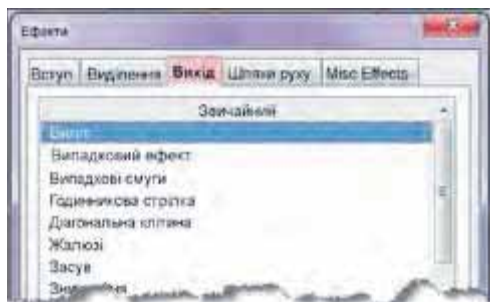 Ефекти
Вступ Виділення Вихід Шляхи руху Misc Effects
Звичайний
Випадковий ефект
Випадкові смуги
Годинникова стрілка
Діагональна клітина
Жалюзі
Засув